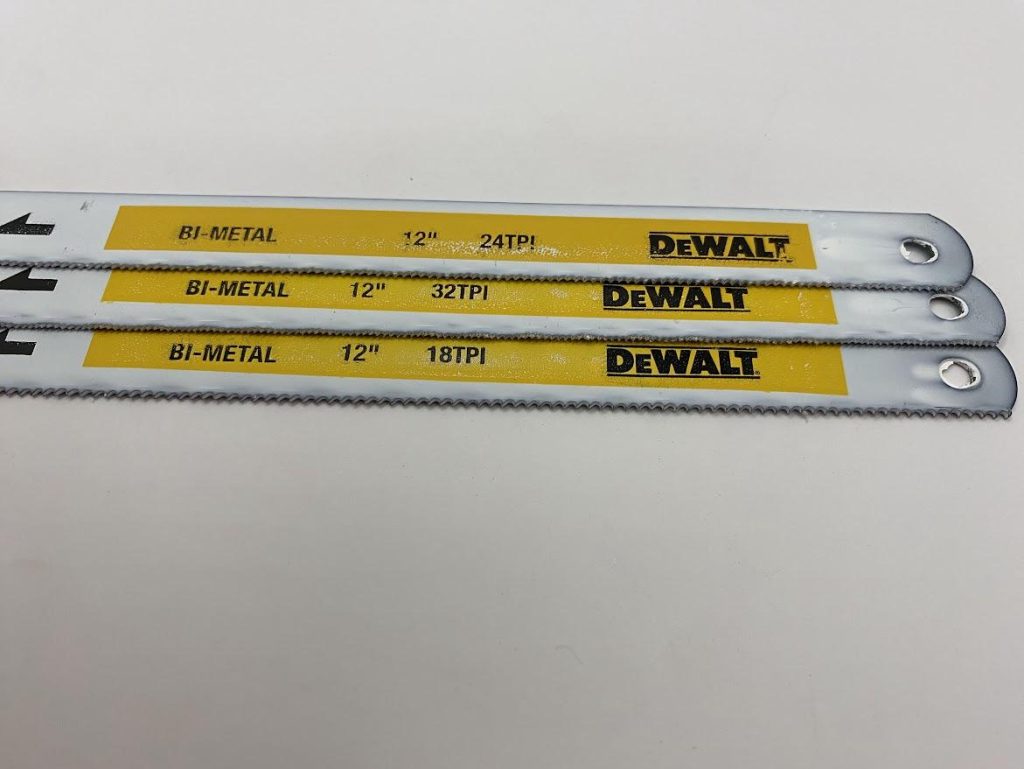 BI-METAL 12" 24TPI DEWALT
BI-METAL 12" 32TPI DEWALT
BI-METAL 12" 18TPI DEWALT